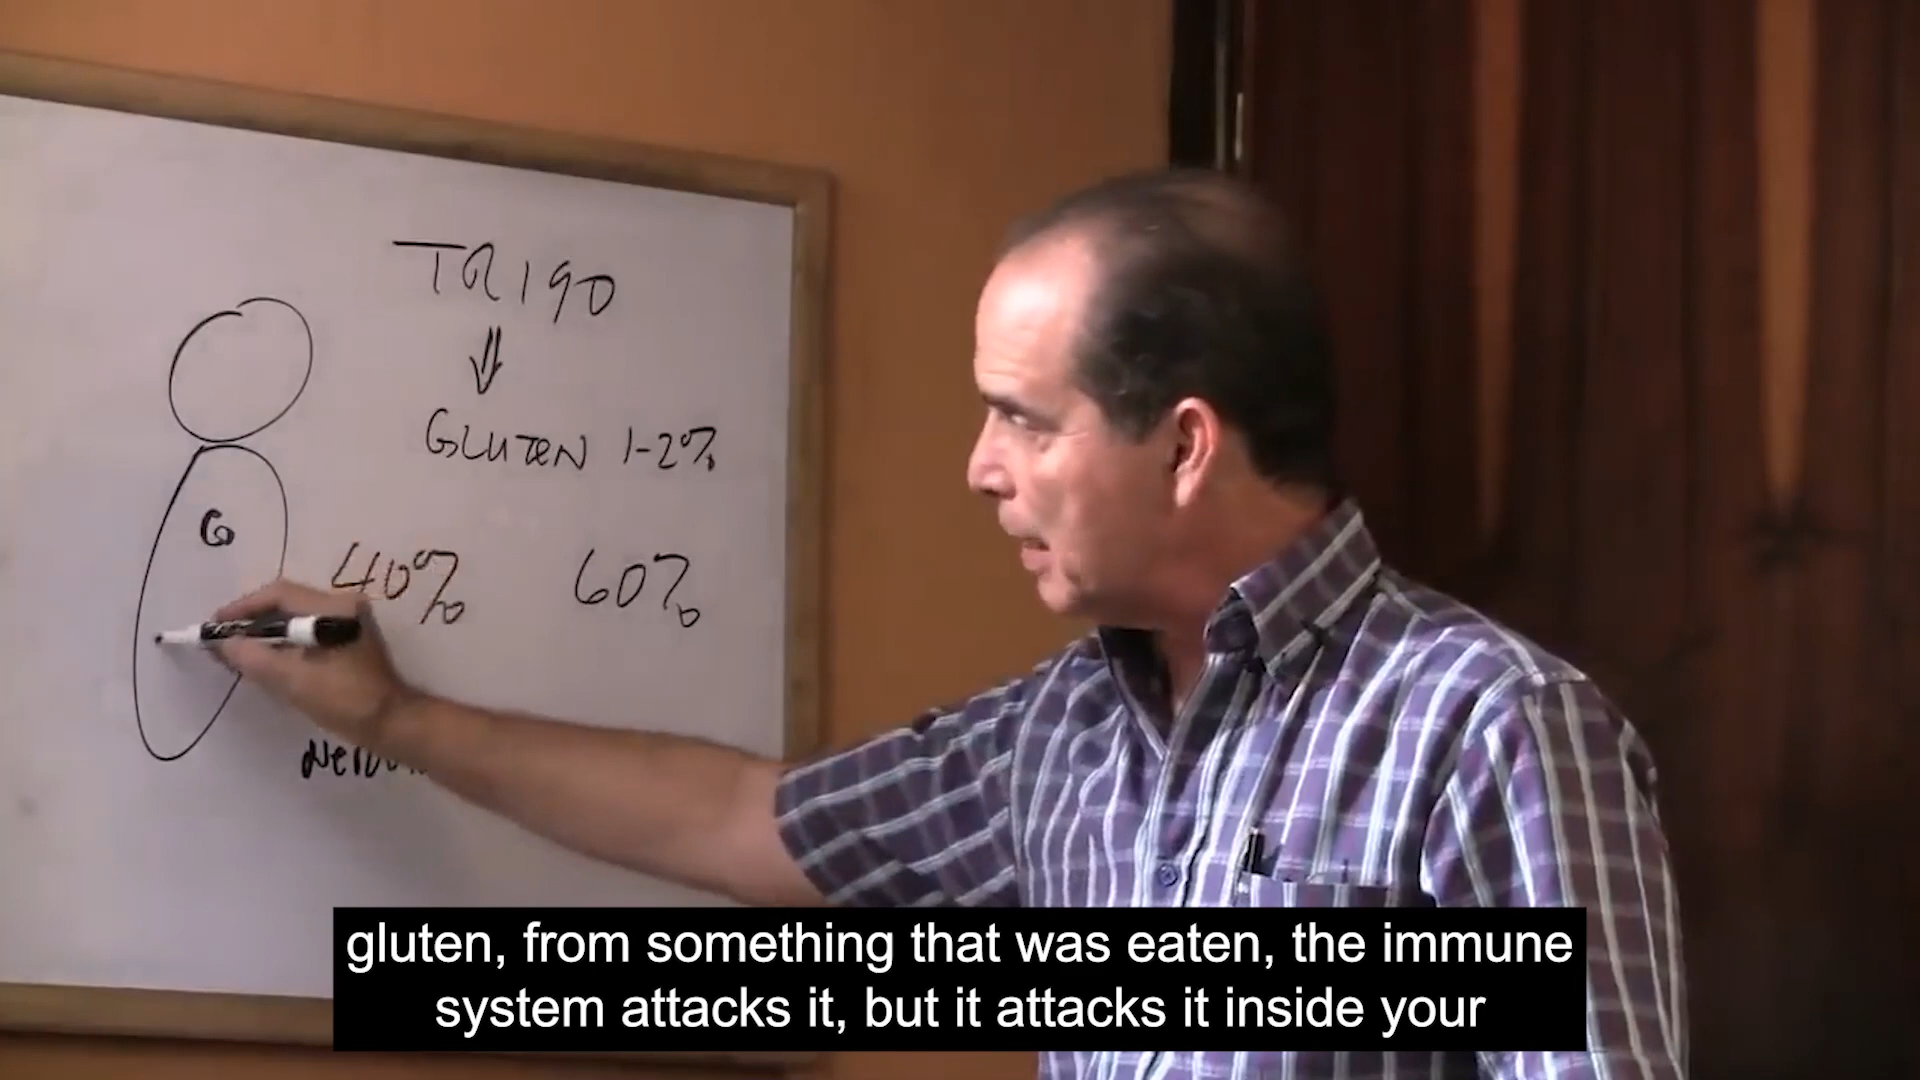 TRIGO
GLUTEN 1-2%
G
40% 60%
gluten, from something that was eaten, the immune
system attacks it, but it attacks it inside your